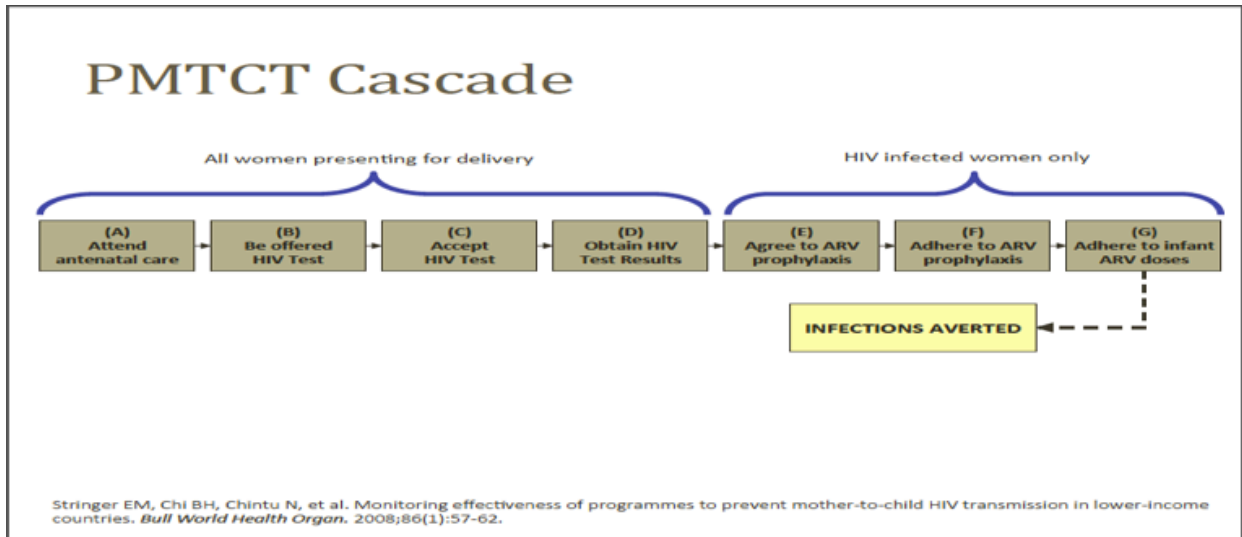 PMTCT Cascade
All women presenting for delivery
HIV infected women only
(A)
Attend
antenatal care
(B)
Be offered
HIV Test
(C)
Accept
HIV Test
(D)
Obtain HIV
Test Results
(E)
Agree to ARV
prophylaxis
(F)
Adhere to ARV
prophylaxis
(G)
Adhere to infant
ARV doses
INFECTIONS AVERTED
Stringer EM, Chi BH, Chintu N, et al. Monitoring effectiveness of programmes to prevent mother-to-child HIV transmission in lower-income
countries. Bull World Health Organ. 2008;86(1):57-62.